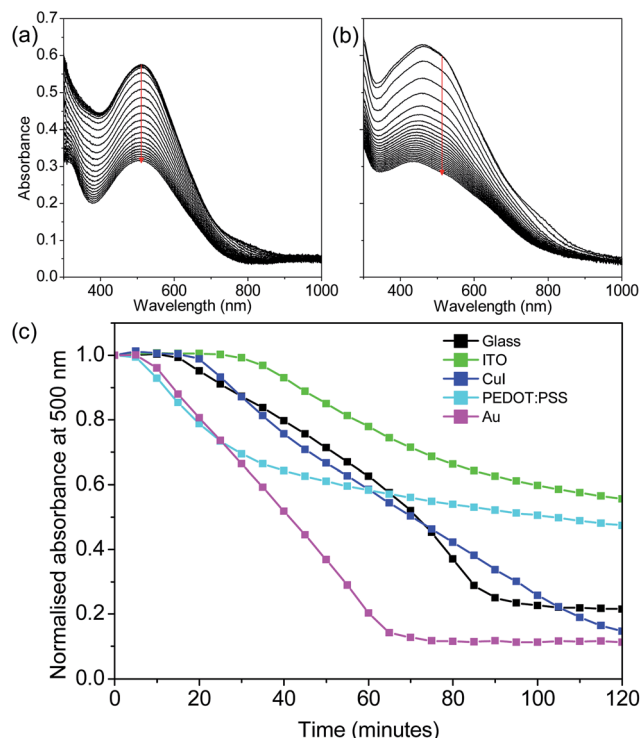 (a)
(b)
0.7
0.6
0.5
0.4
0.3
0.2
0.1
0.0
Absorbance
400 600 800 1000
Wavelength (nm)
400 600 800 1000
Wavelength (nm)
(c)
Glass
ITO
CuI
PEDOT:PSS
Au
1.0
0.8
0.6
0.4
0.2
0.0
Normalised absorbance at 500 nm
0 20 40 60 80 100 120
Time (minutes)